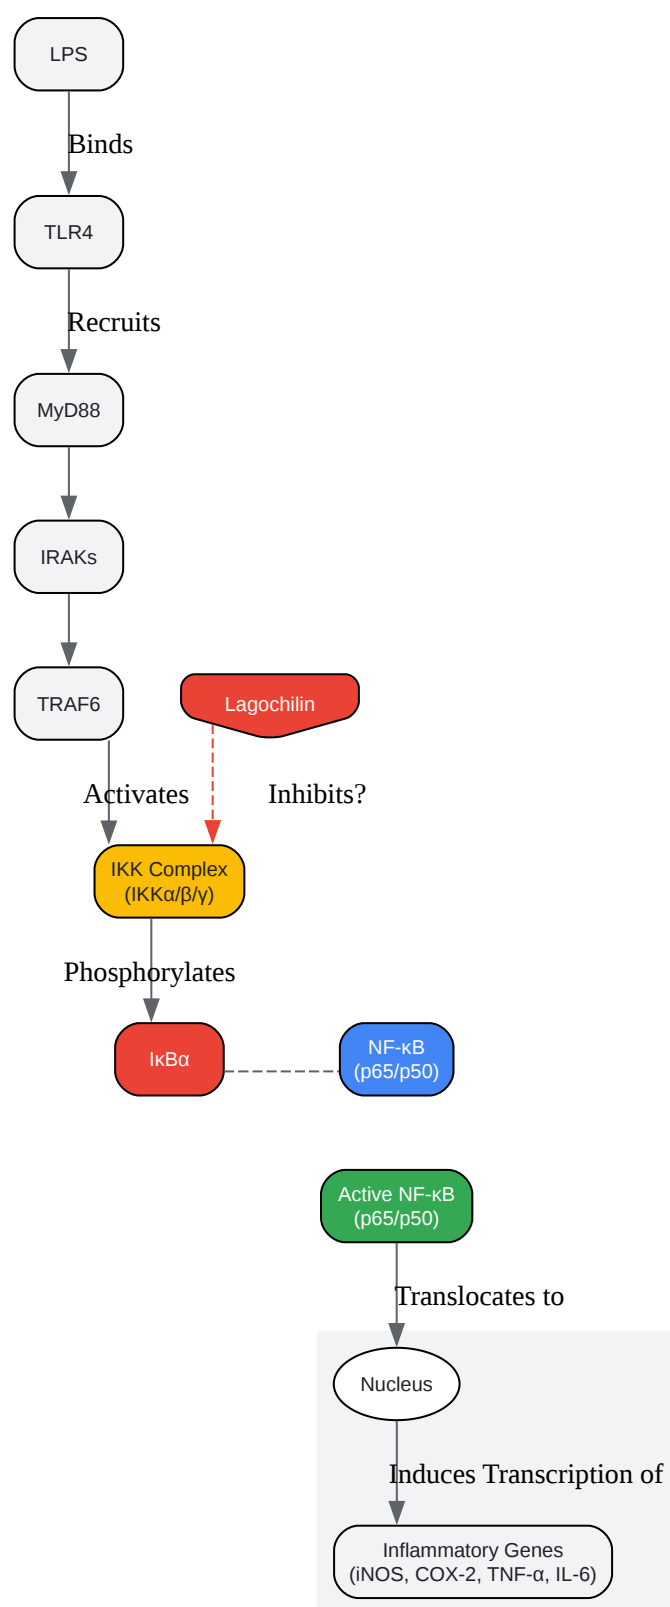 LPS
Binds
TLR4
Recruits
MyD88
IRAKs
TRAF6
Lagochilin
Activates
Inhibits?
IKK Complex
(IKKα/β/γ)
Phosphorylates
IκBα
NF-κB
(p65/p50)
Active NF-κB
(p65/p50)
Translocates to
Nucleus
Induces Transcription of
Inflammatory Genes
(iNOS, COX-2, TNF-α, IL-6)